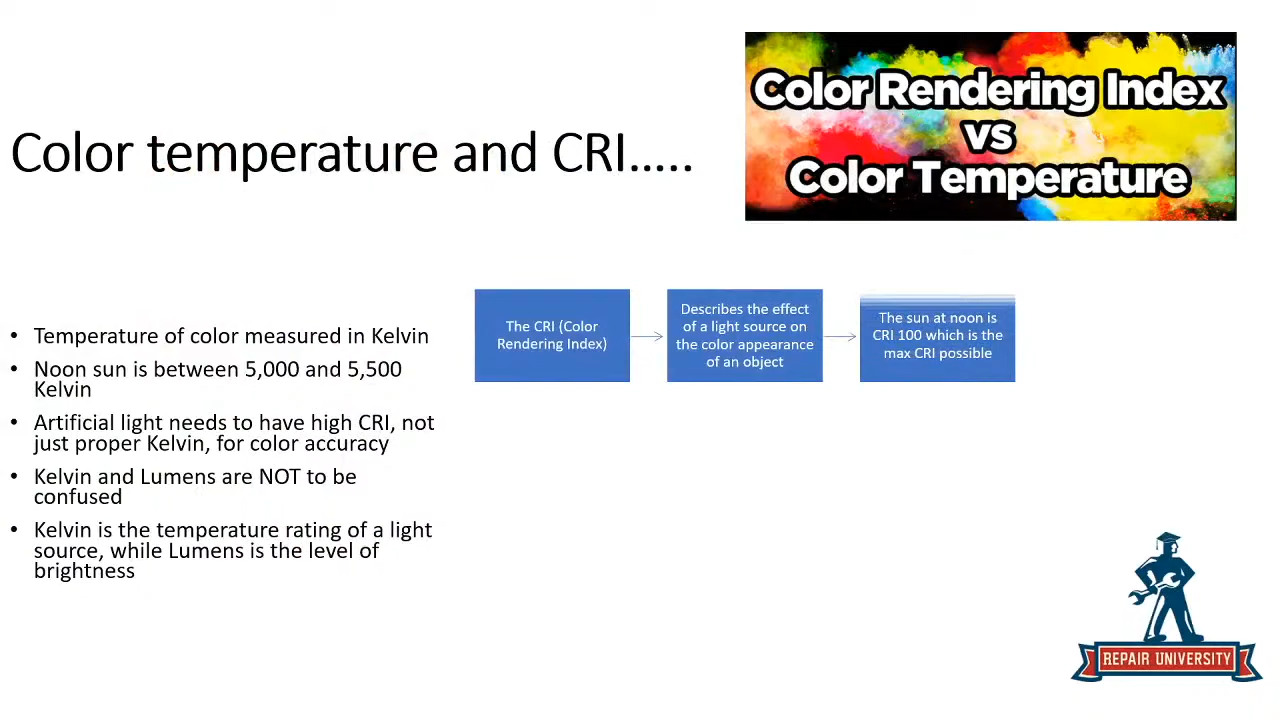 Color Rendering Index
vs
Color Temperature
Color temperature and CRI…..
• Temperature of color measured in Kelvin
• Noon sun is between 5,000 and 5,500
Kelvin
• Artificial light needs to have high CRI, not
just proper Kelvin, for color accuracy
• Kelvin and Lumens are NOT to be
confused
• Kelvin is the temperature rating of a light
source, while Lumens is the level of
brightness
The CRI (Color
Rendering Index)
Describes the effect
of a light source on
the color appearance
of an object
The sun at noon is
CRI 100 which is the
max CRI possible
REPAIR UNIVERSITY